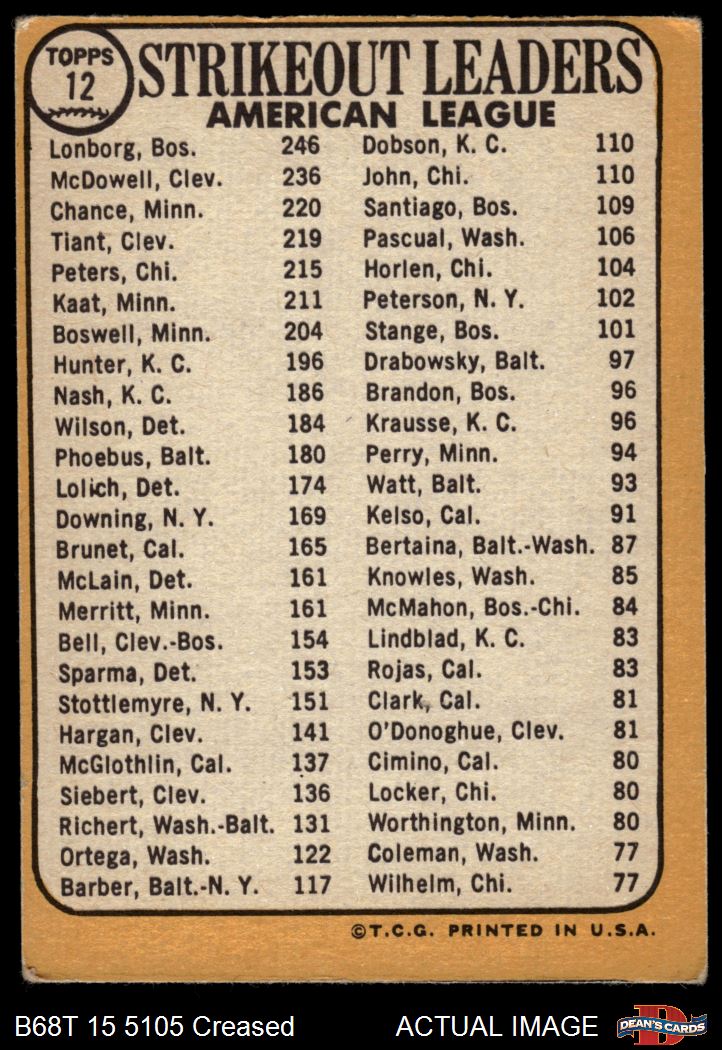 TOPPS
12
STRIKEOUT LEADERS
AMERICAN LEAGUE
Lonborg, Bos. 246
McDowell, Clev. 236
Chance, Minn. 220
Tiant, Clev. 219
Peters, Chi. 215
Kaat, Minn. 211
Boswell, Minn. 204
Hunter, K. C. 196
Nash, K. C. 186
Wilson, Det. 184
Phoebus, Balt. 180
Lolich, Det. 174
Downing, N. Y. 169
Brunet, Cal. 165
McLain, Det. 161
Merritt, Minn. 161
Bell, Clev.-Bos. 154
Sparma, Det. 153
Stottlemyre, N. Y. 151
Hargan, Clev. 141
McGlothlin, Cal. 137
Siebert, Clev. 136
Richert, Wash.-Balt. 131
Ortega, Wash. 122
Barber, Balt.-N. Y. 117
Dobson, K. C. 110
John, Chi. 110
Santiago, Bos. 109
Pascual, Wash. 106
Horlen, Chi. 104
Peterson, N. Y. 102
Stange, Bos. 101
Drabowsky, Balt. 97
Brandon, Bos. 96
Krausse, K. C. 96
Perry, Minn. 94
Watt, Balt. 93
Kelso, Cal. 91
Bertaina, Balt.-Wash. 87
Knowles, Wash. 85
McMahon, Bos.-Chi. 84
Lindblad, K. C. 83
Rojas, Cal. 83
Clark, Cal. 81
O'Donoghue, Clev. 81
Cimino, Cal. 80
Locker, Chi. 80
Worthington, Minn. 80
Coleman, Wash. 77
Wilhelm, Chi. 77
©T.C.G. PRINTED IN U.S.A.
B68T 15 5105 Creased
ACTUAL IMAGE
D
DEAN'S CARDS